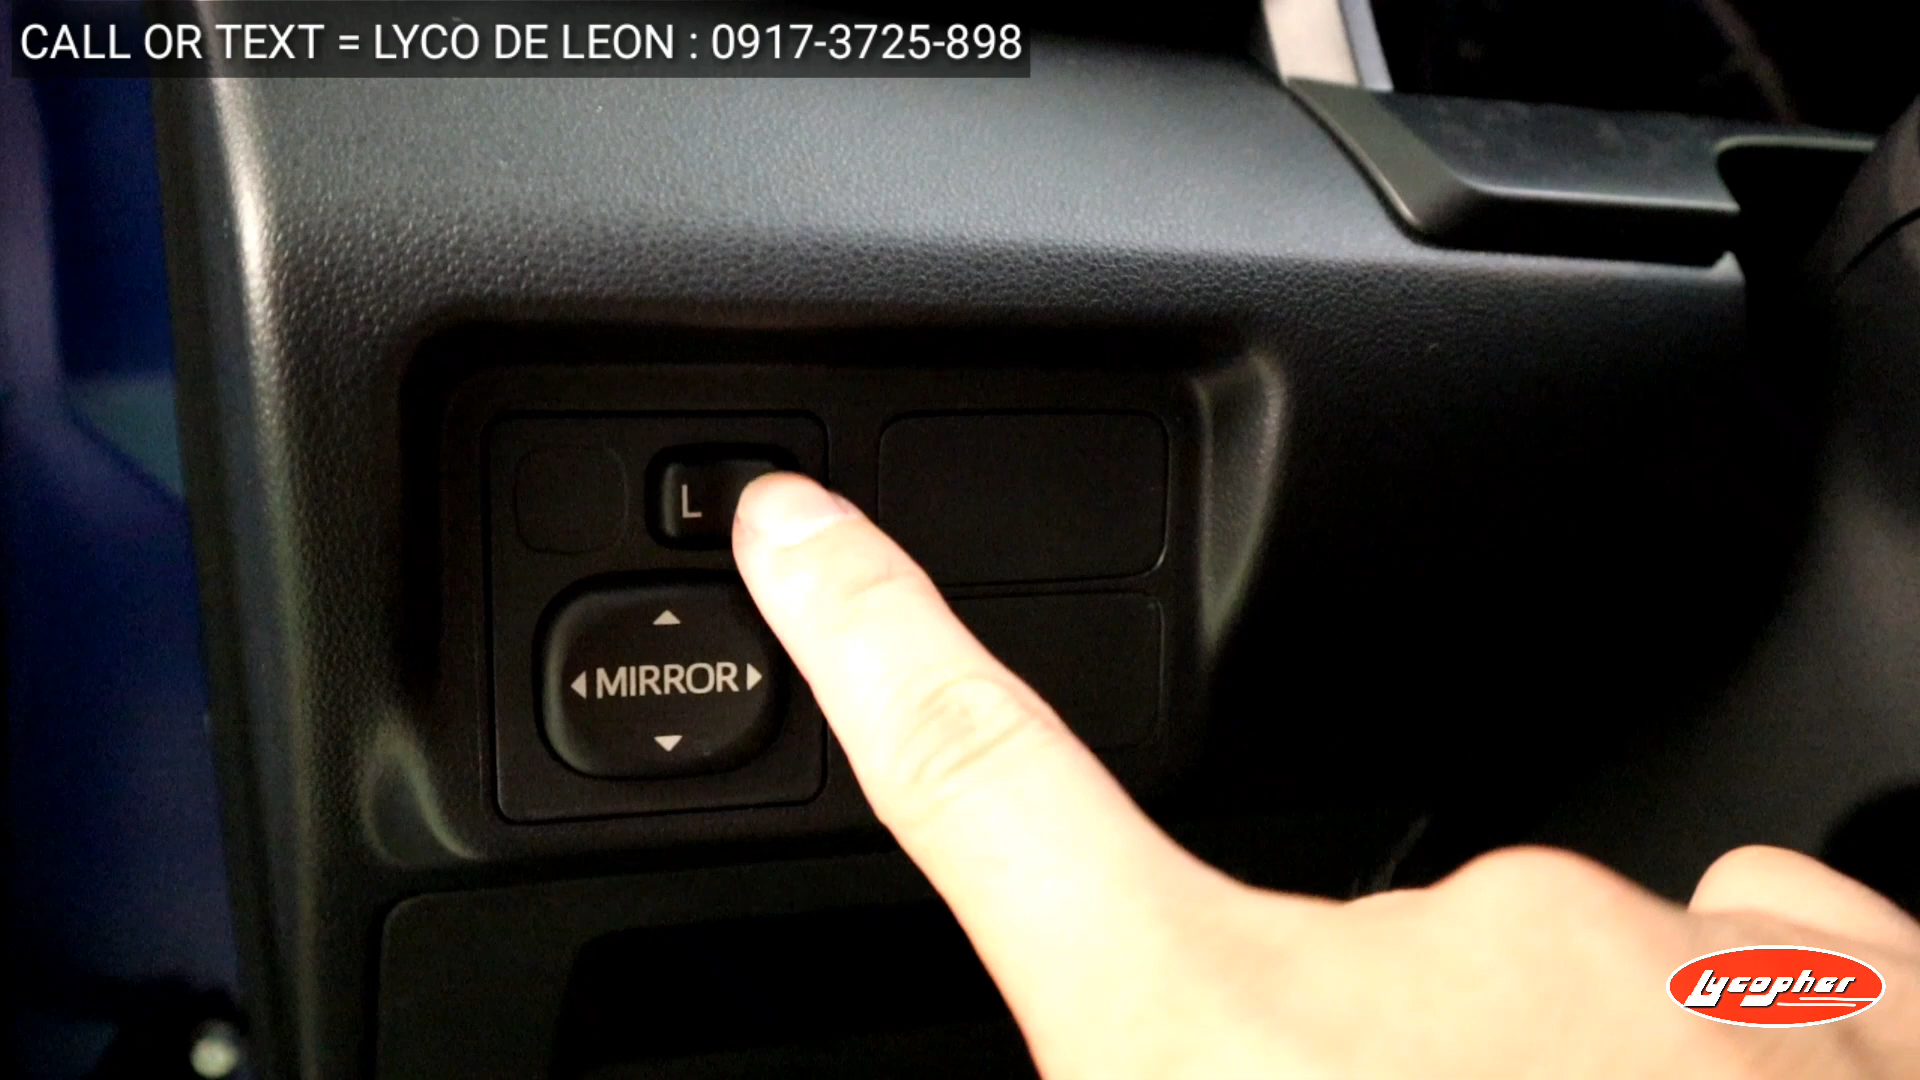 CALL OR TEXT = LYCO DE LEON : 0917-3725-898
L
MIRROR
Lycopher